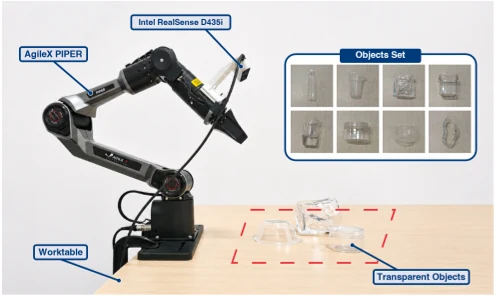 Intel RealSense D435i
AgileX PIPER
Objects Set
Worktable
Transparent Objects